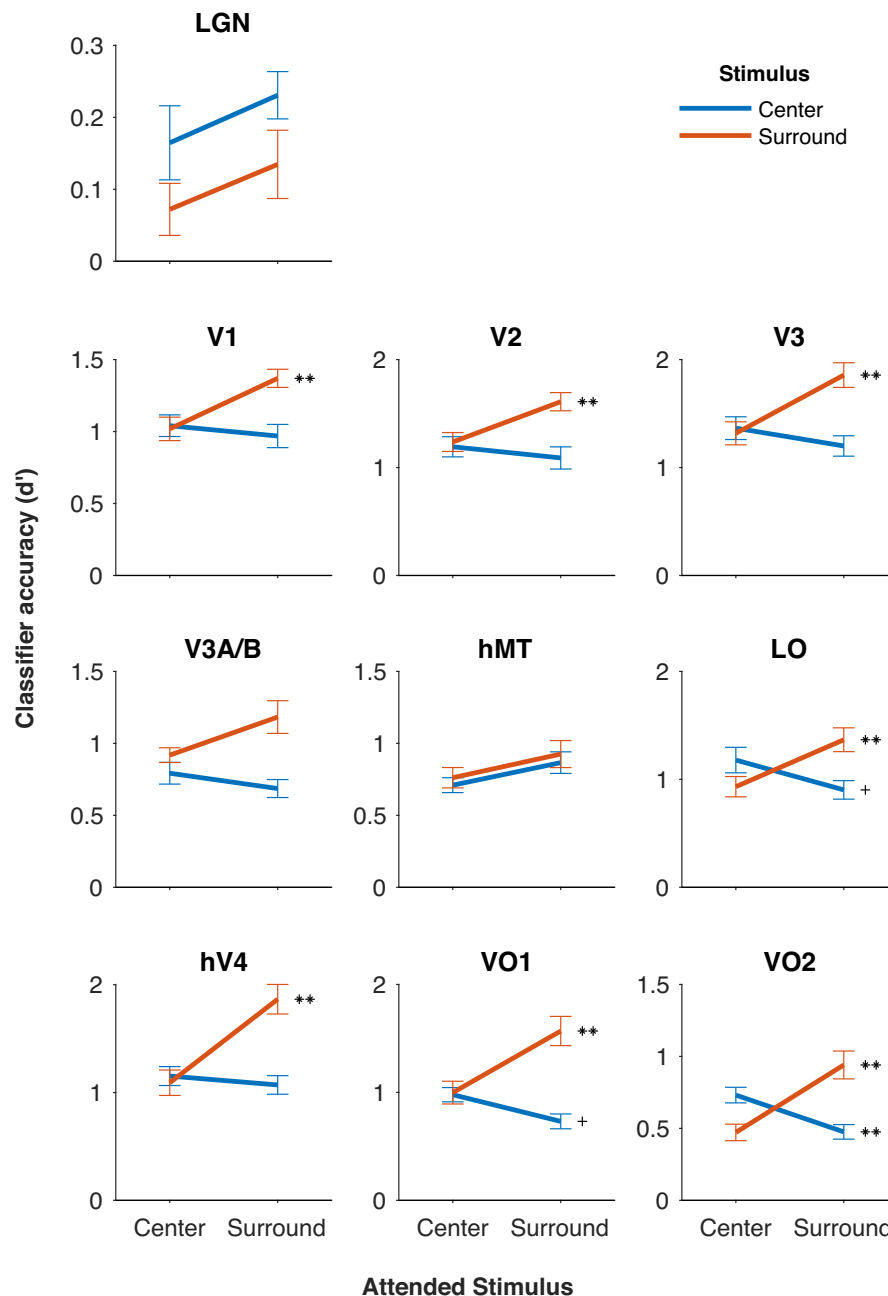 LGN
0.3
0.2
0.1
0
Stimulus
Center
Surround
Classifier accuracy (d')
V1
1.5
1
0.5
0
**
V2
2
1
0
**
V3
2
1
0
**
V3A/B
1.5
1
0.5
0
hMT
1.5
1
0.5
0
LO
2
1
0
**
+
hV4
2
1
0
**
Center Surround
VO1
2
1
0
**
+
Center Surround
VO2
1.5
1
0.5
0
**
**
Center Surround
Attended Stimulus